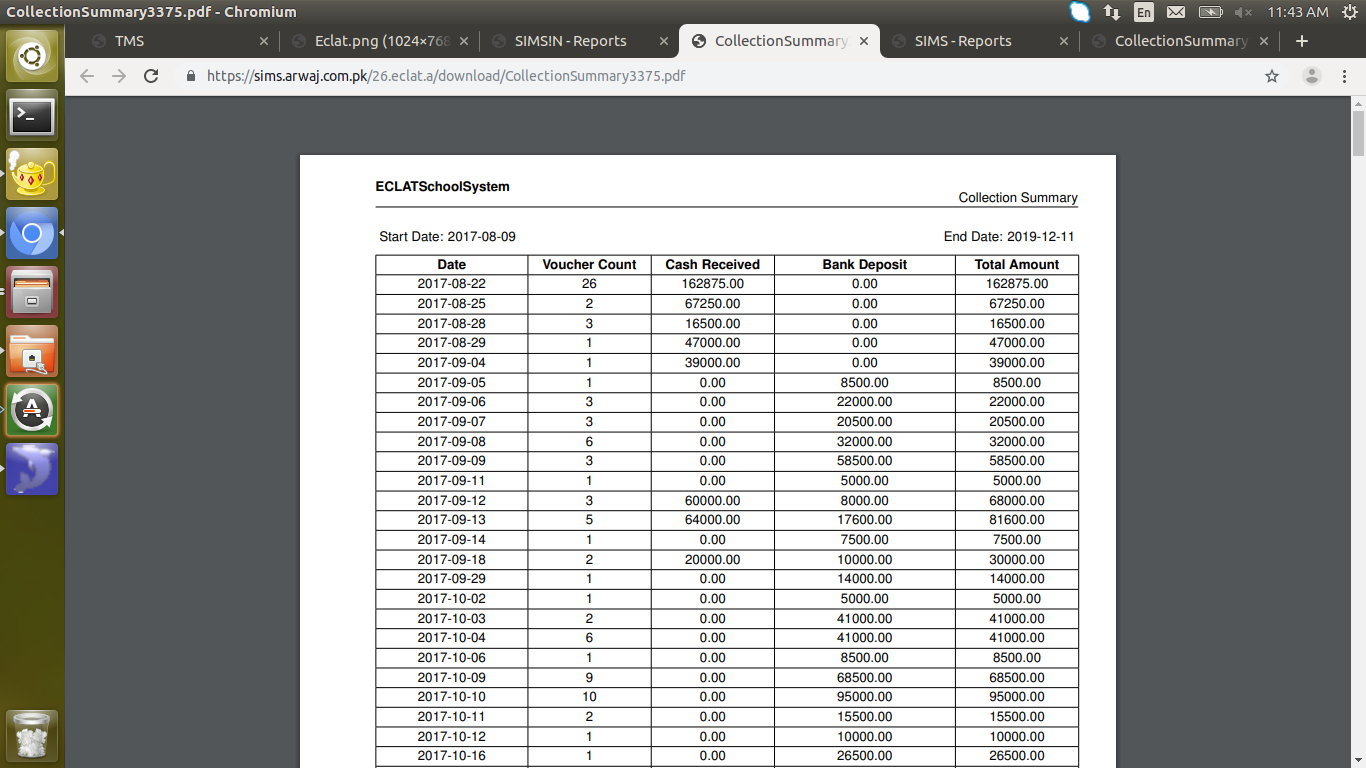 CollectionSummary3375.pdf - Chromium En 11:43 AM
TMS Eclat.png (1024×768 SIMS!N - Reports CollectionSummary SIMS - Reports CollectionSummary
https://sims.arwaj.com.pk/26.eclat.a/download/CollectionSummary3375.pdf
ECLATSchoolSystem
Collection Summary
Start Date: 2017-08-09 End Date: 2019-12-11
Date Voucher Count Cash Received Bank Deposit Total Amount
2017-08-22 26 162875.00 0.00 162875.00
2017-08-25 2 67250.00 0.00 67250.00
2017-08-28 3 16500.00 0.00 16500.00
2017-08-29 1 47000.00 0.00 47000.00
2017-09-04 1 39000.00 0.00 39000.00
2017-09-05 1 0.00 8500.00 8500.00
2017-09-06 3 0.00 22000.00 22000.00
2017-09-07 3 0.00 20500.00 20500.00
2017-09-08 6 0.00 32000.00 32000.00
2017-09-09 3 0.00 58500.00 58500.00
2017-09-11 1 0.00 5000.00 5000.00
2017-09-12 3 60000.00 8000.00 68000.00
2017-09-13 5 64000.00 17600.00 81600.00
2017-09-14 1 0.00 7500.00 7500.00
2017-09-18 2 20000.00 10000.00 30000.00
2017-09-29 1 0.00 14000.00 14000.00
2017-10-02 1 0.00 5000.00 5000.00
2017-10-03 2 0.00 41000.00 41000.00
2017-10-04 6 0.00 41000.00 41000.00
2017-10-06 1 0.00 8500.00 8500.00
2017-10-09 9 0.00 68500.00 68500.00
2017-10-10 10 0.00 95000.00 95000.00
2017-10-11 2 0.00 15500.00 15500.00
2017-10-12 1 0.00 10000.00 10000.00
2017-10-16 1 0.00 26500.00 26500.00